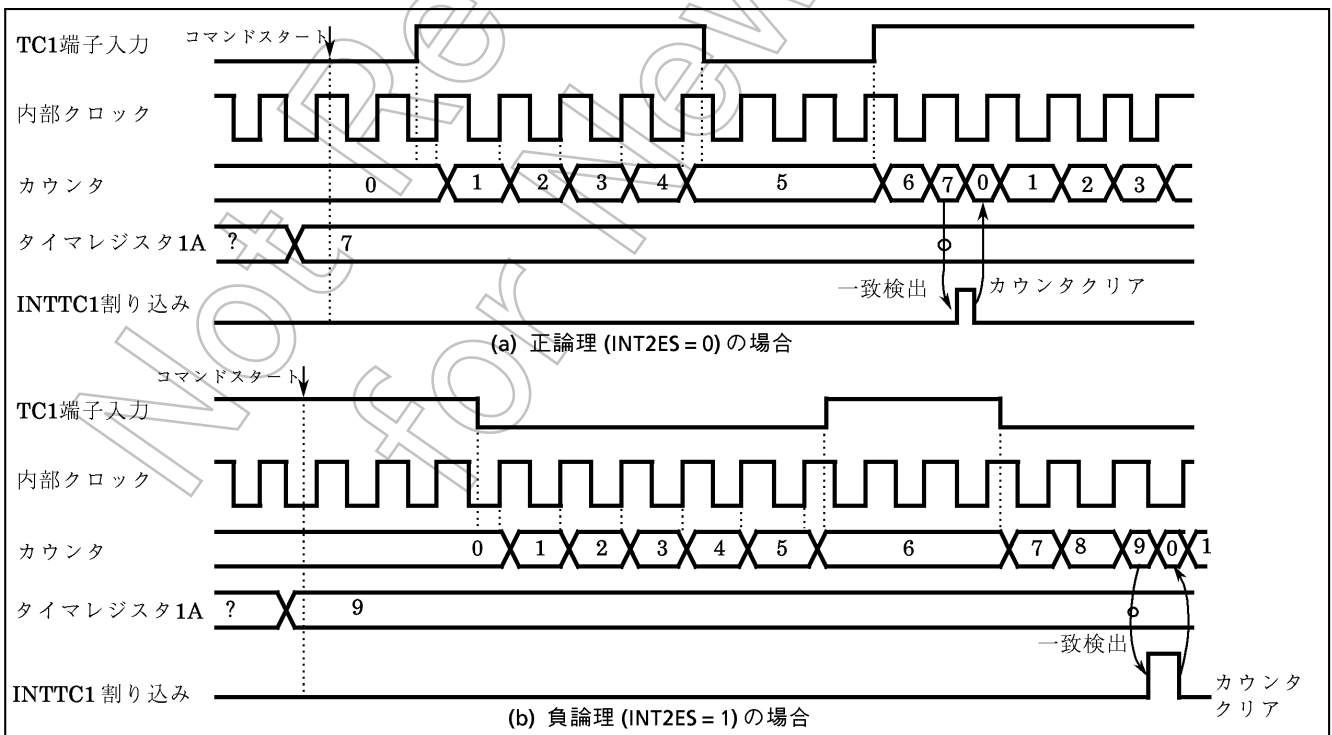 TC1端子入力 コマンドスタート
内部クロック
カウンタ 0 1 2 3 4 5 6 7 0 1 2 3
タイマレジスタ1A ? 7
INTTC1割り込み 一致検出 カウンタクリア
(a) 正論理 (INT2ES = 0) の場合
コマンドスタート
TC1端子入力
内部クロック
カウンタ 0 1 2 3 4 5 6 7 8 9 0 1
タイマレジスタ1A ? 9
一致検出
INTTC1 割り込み カウンタ
クリア
(b) 負論理 (INT2ES = 1) の場合
Not Re
for New